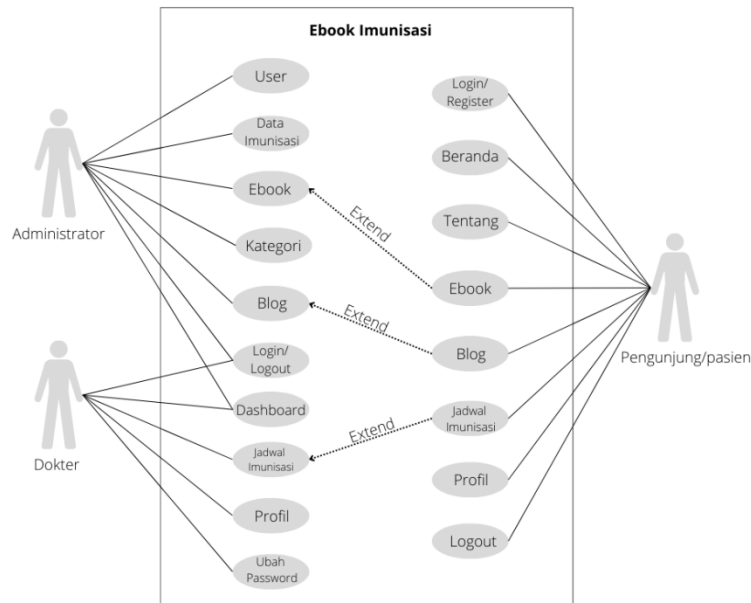 Ebook Imunisasi
User
Data
Imunisasi
Ebook
Kategori
Blog
Login/
Logout
Dashboard
Jadwal
Imunisasi
Profil
Ubah
Password
Administrator
Dokter
Extend
Extend
Extend
Login/
Register
Beranda
Tentang
Ebook
Blog
Jadwal
Imunisasi
Profil
Logout
Pengunjung/pasien